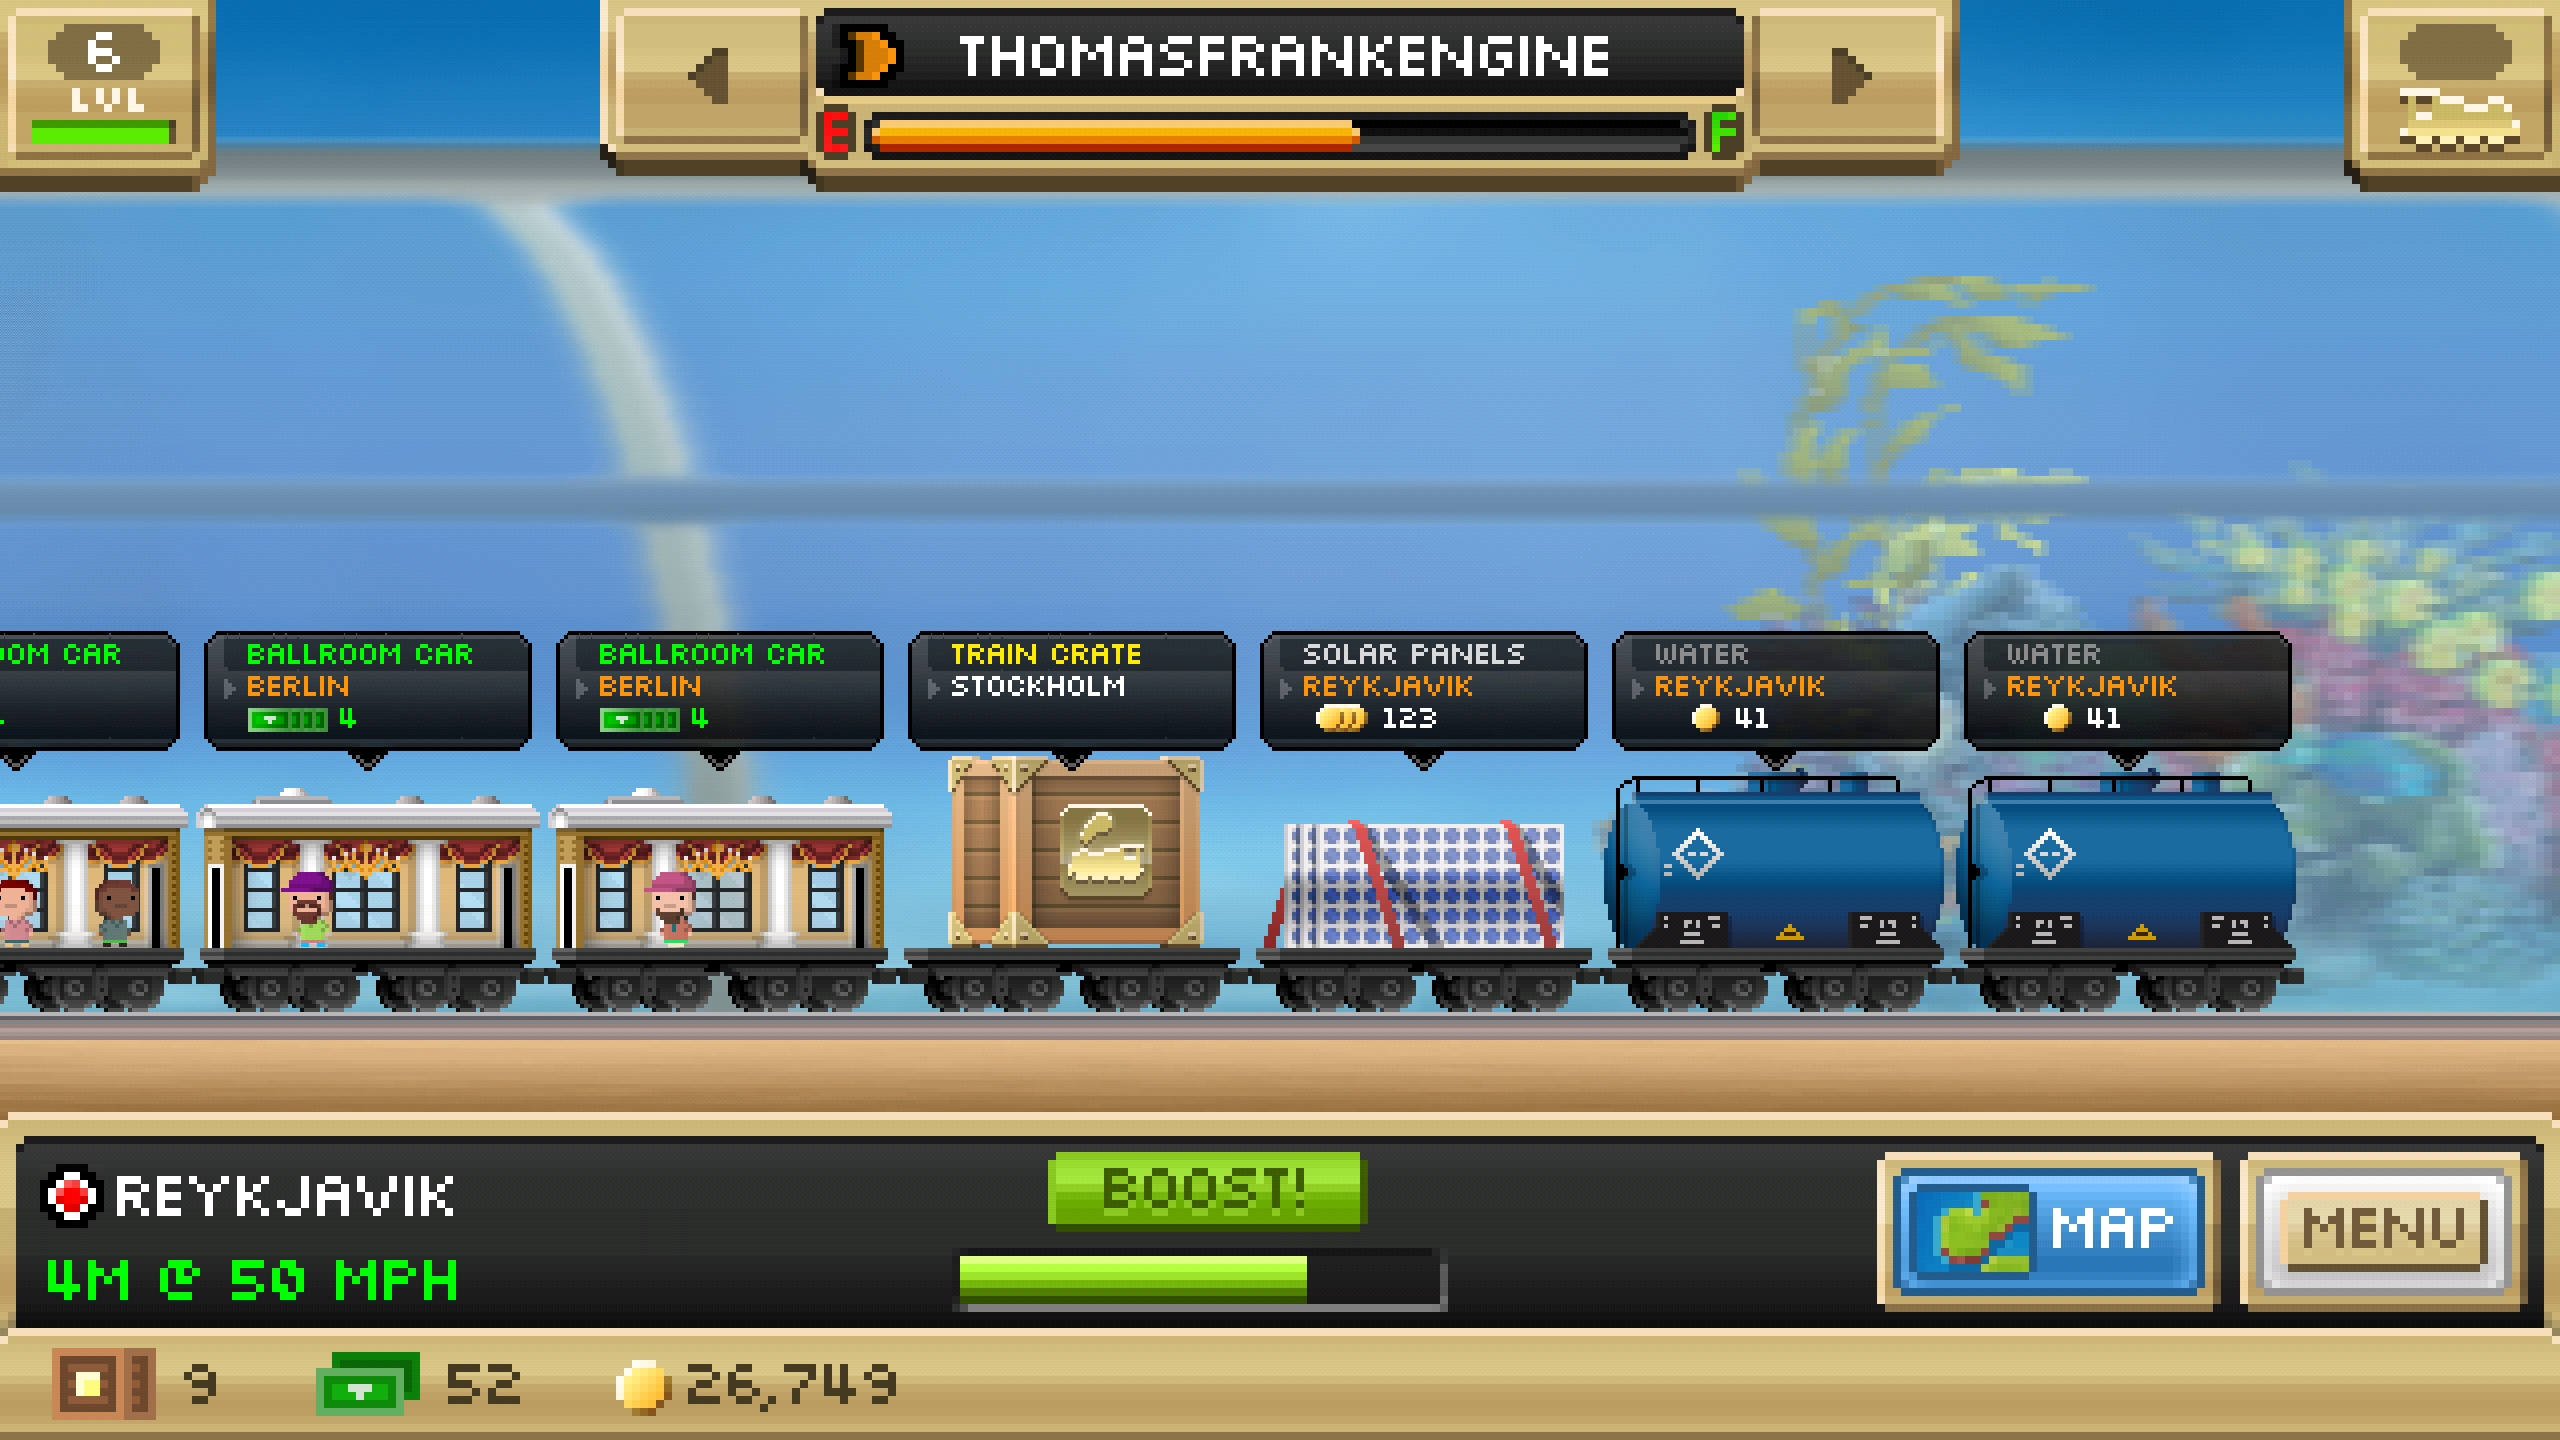 6
LVL
THOMASFRANKENGINE
E F
OOM CAR
BALLROOM CAR
BERLIN
4
BALLROOM CAR
BERLIN
4
TRAIN CRATE
STOCKHOLM
SOLAR PANELS
REYKJAVIK
123
WATER
REYKJAVIK
41
WATER
REYKJAVIK
41
REYKJAVIK
4M @ 50 MPH
BOOST!
MAP
MENU
9
52
26,749